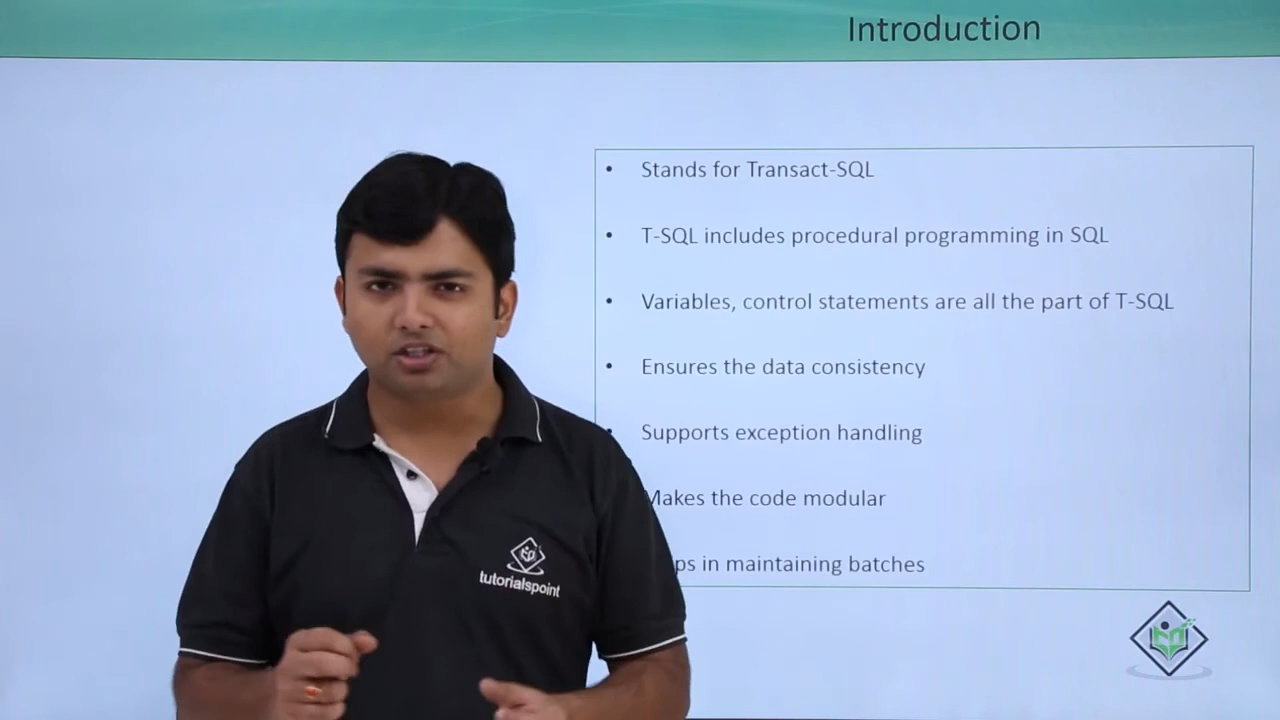 Introduction
• Stands for Transact-SQL
• T-SQL includes procedural programming in SQL
• Variables, control statements are all the part of T-SQL
• Ensures the data consistency
• Supports exception handling
Makes the code modular
in maintaining batches
tutorialspoint